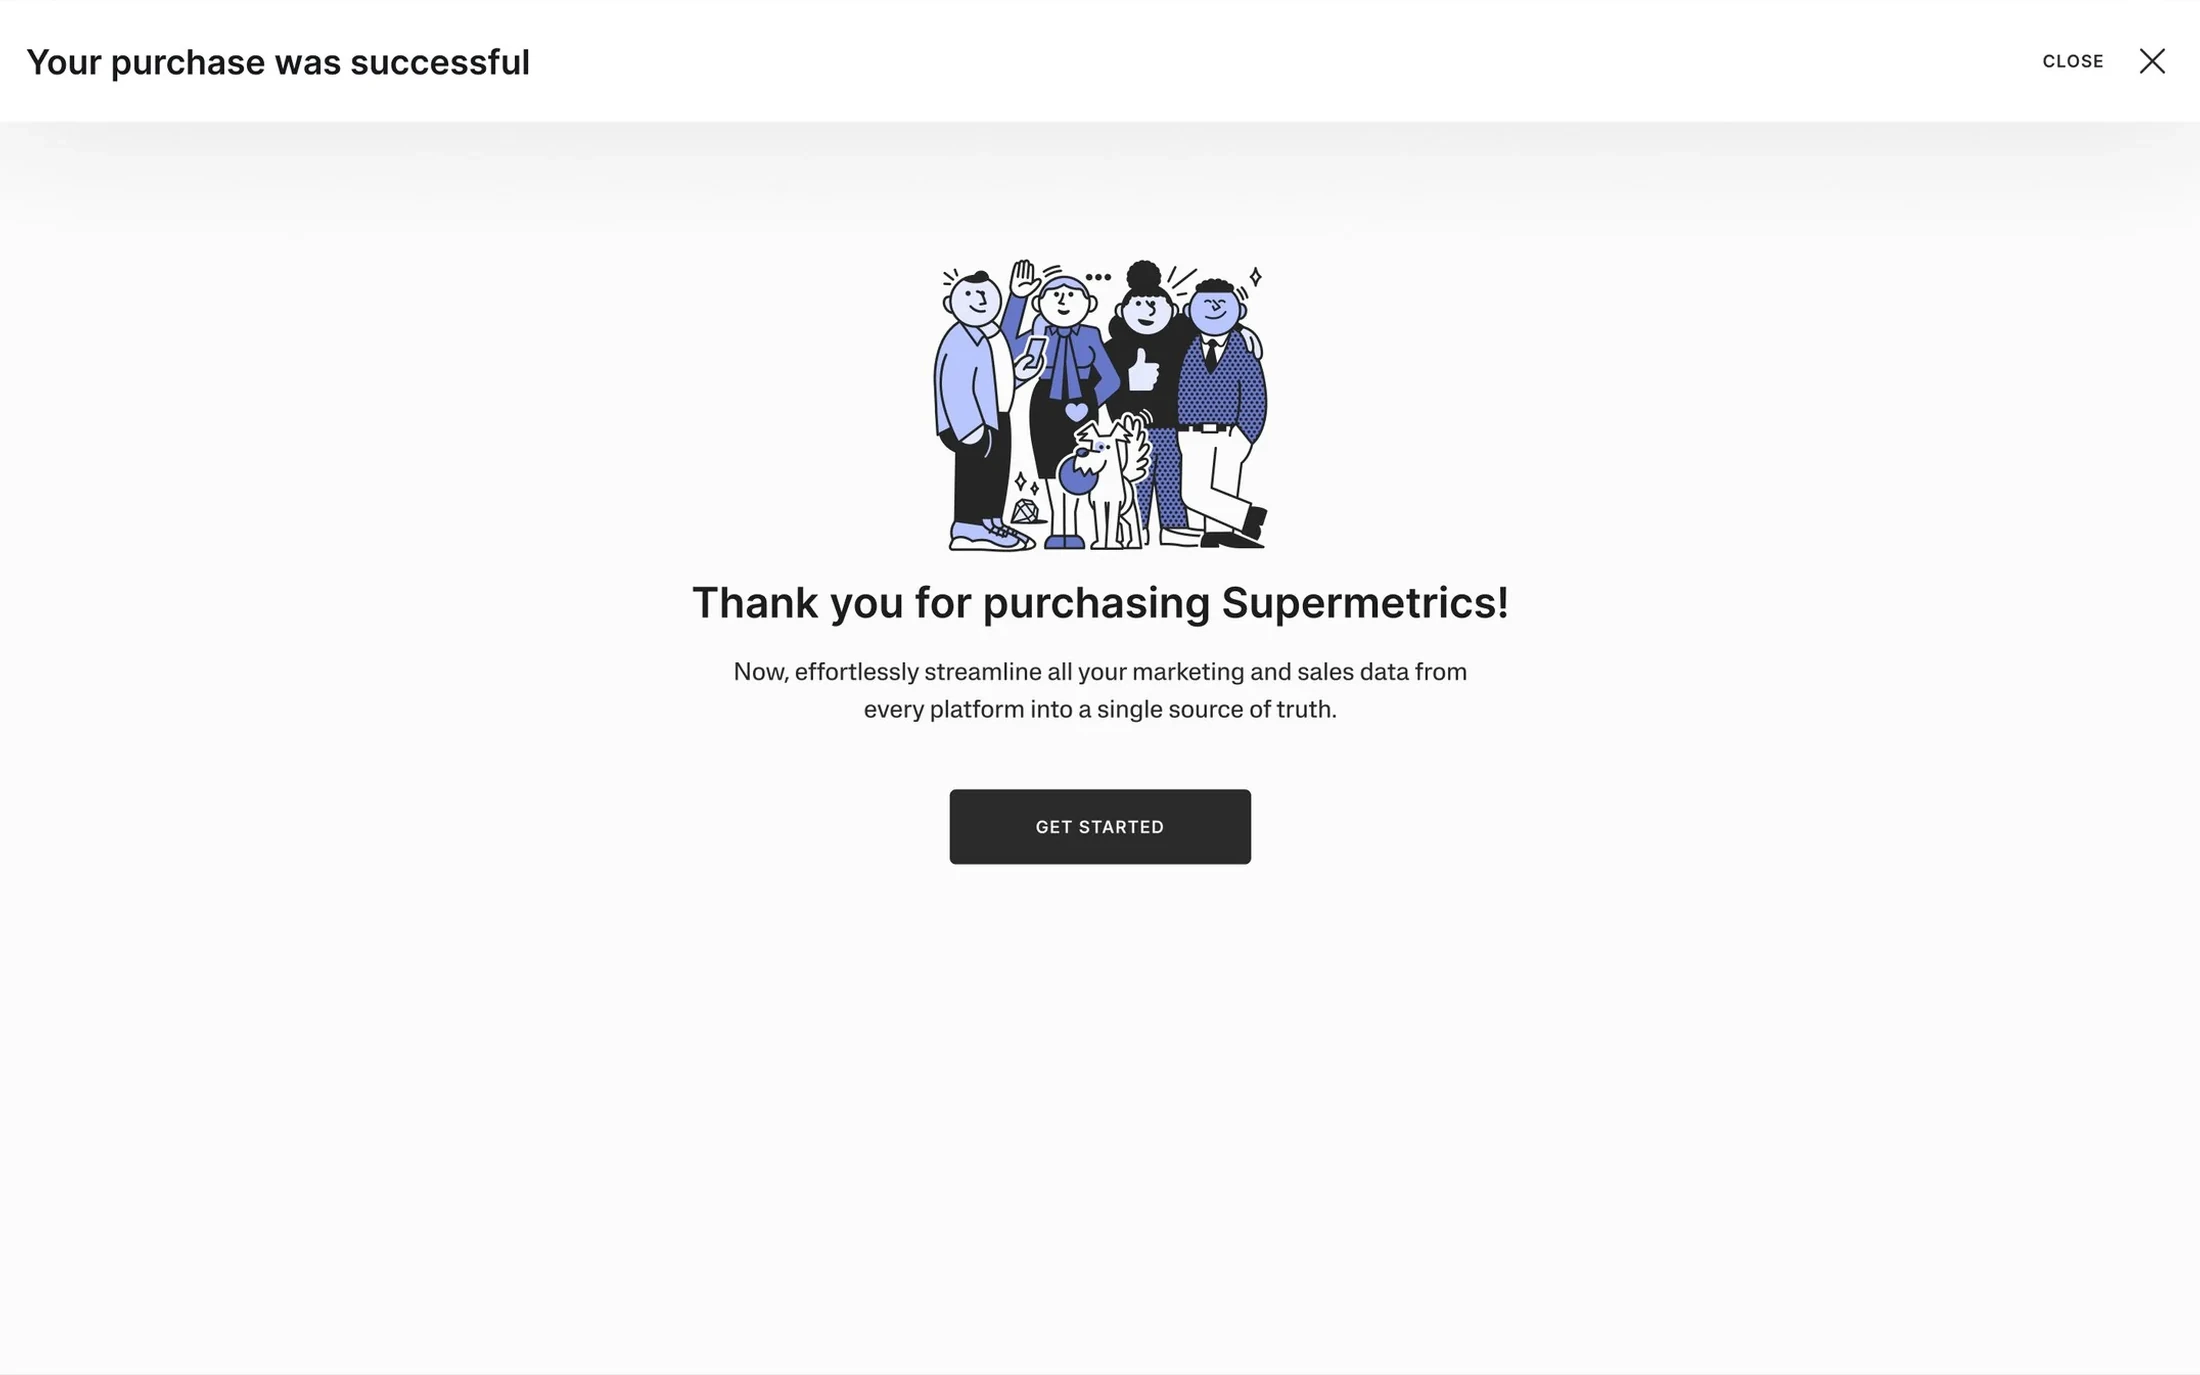 Your purchase was successful
CLOSE
Thank you for purchasing Supermetrics!
Now, effortlessly streamline all your marketing and sales data from
every platform into a single source of truth.
GET STARTED